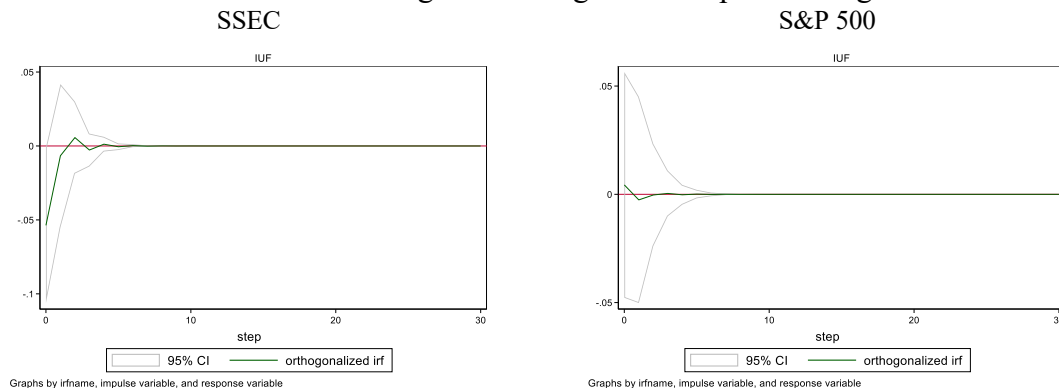 SSEC
S&P 500
IUF
.05
0
-.05
-.1
0
10
20
30
step
95% CI
orthogonalized irf
Graphs by irfname, impulse variable, and response variable
IUF
.05
0
-.05
0
10
20
step
95% CI
orthogonalized irf
Graphs by irfname, impulse variable, and response variable